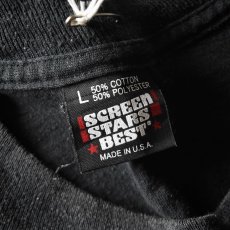 L 50% COTTON
50% POLYESTER
SCREEN
STARS
BEST
MADE IN U.S.A.